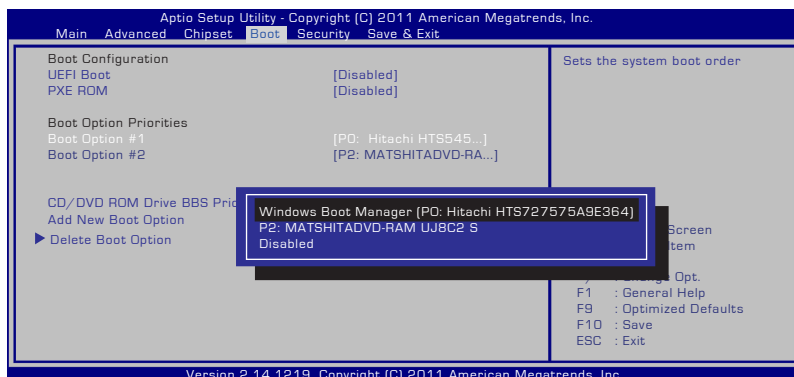 Aptio Setup Utility - Copyright (C) 2011 American Megatrends, Inc.
Main Advanced Chipset Boot Security Save & Exit
Boot Configuration
UEFI Boot [Disabled]
PXE ROM [Disabled]
Boot Option Priorities
Boot Option #1 [P0: Hitachi HTS545...]
Boot Option #2 [P2: MATSHITADVD-RA...]
CD/DVD ROM Drive BBS
Add New Boot Option
Delete Boot Option
Windows Boot Manager (P0: Hitachi HTS727575A9E364)
P2: MATSHITADVD-RAM UJ8C2 S
Disabled
Sets the system boot order
Screen
Opt.
F1 : General Help
F9 : Optimized Defaults
F10 : Save
ESC : Exit
Version 2.14.1219. Copyright (C) 2011 American Megatrends, Inc.